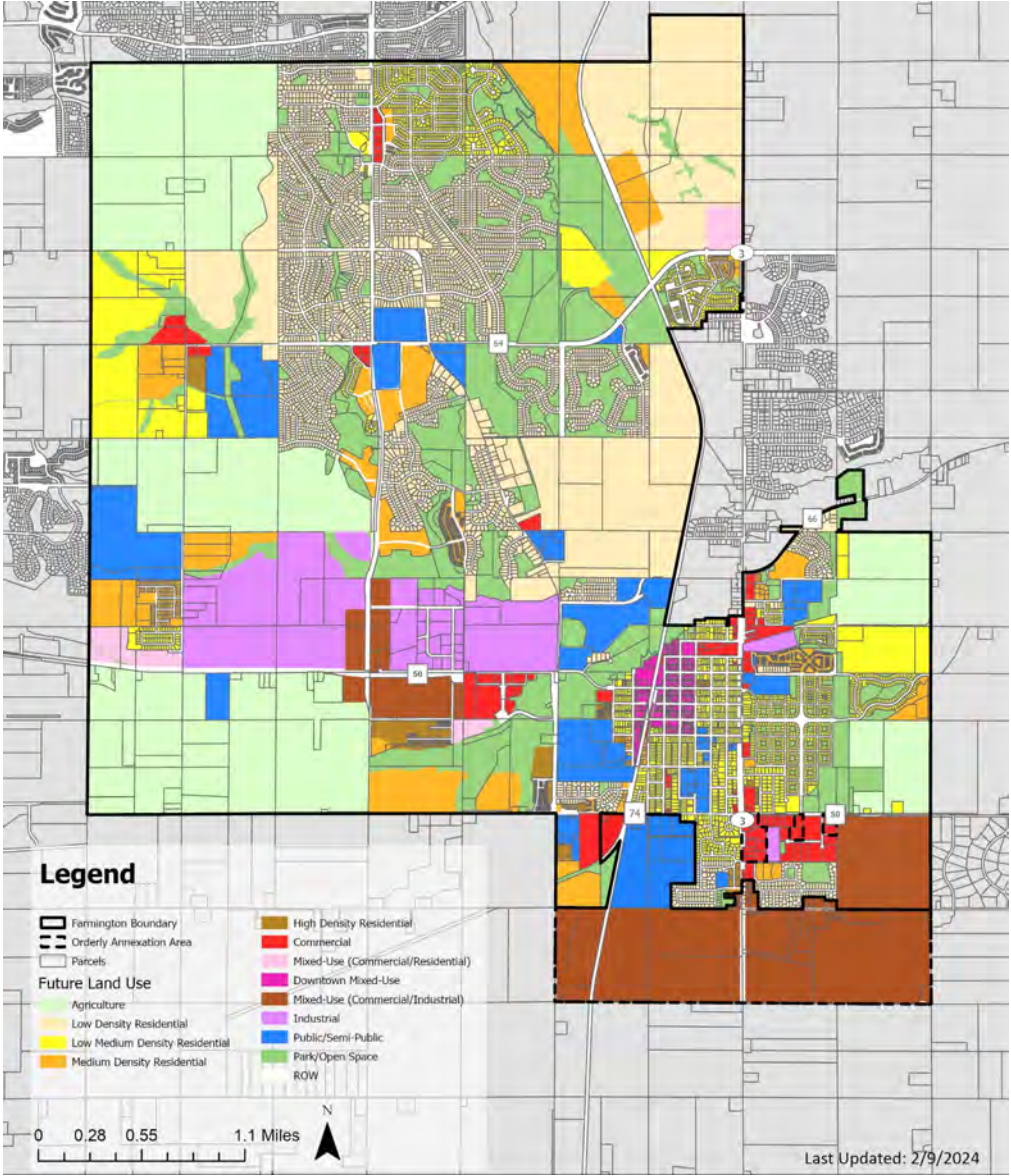 3
64
66
50
74
3
50
Legend
Farmington Boundary
Orderly Annexation Area
Parcels
Future Land Use
Agriculture
Low Density Residential
Low Medium Density Residential
Medium Density Residential
High Density Residential
Commercial
Mixed-Use (Commercial/Residential)
Downtown Mixed-Use
Mixed-Use (Commercial/Industrial)
Industrial
Public/Semi-Public
Park/Open Space
ROW
0 0.28 0.55 1.1 Miles
N
Last Updated: 2/9/2024